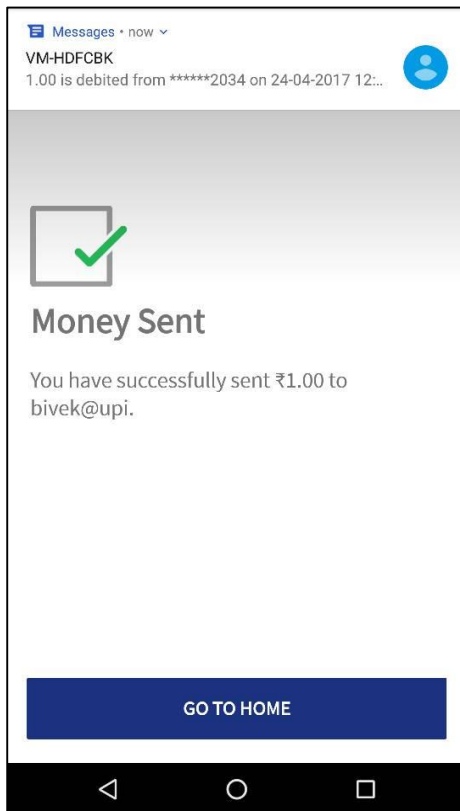 Messages • now
VM-HDFCBK
1.00 is debited from ******2034 on 24-04-2017 12:..
Money Sent
You have successfully sent ₹1.00 to
bivek@upi.
GO TO HOME